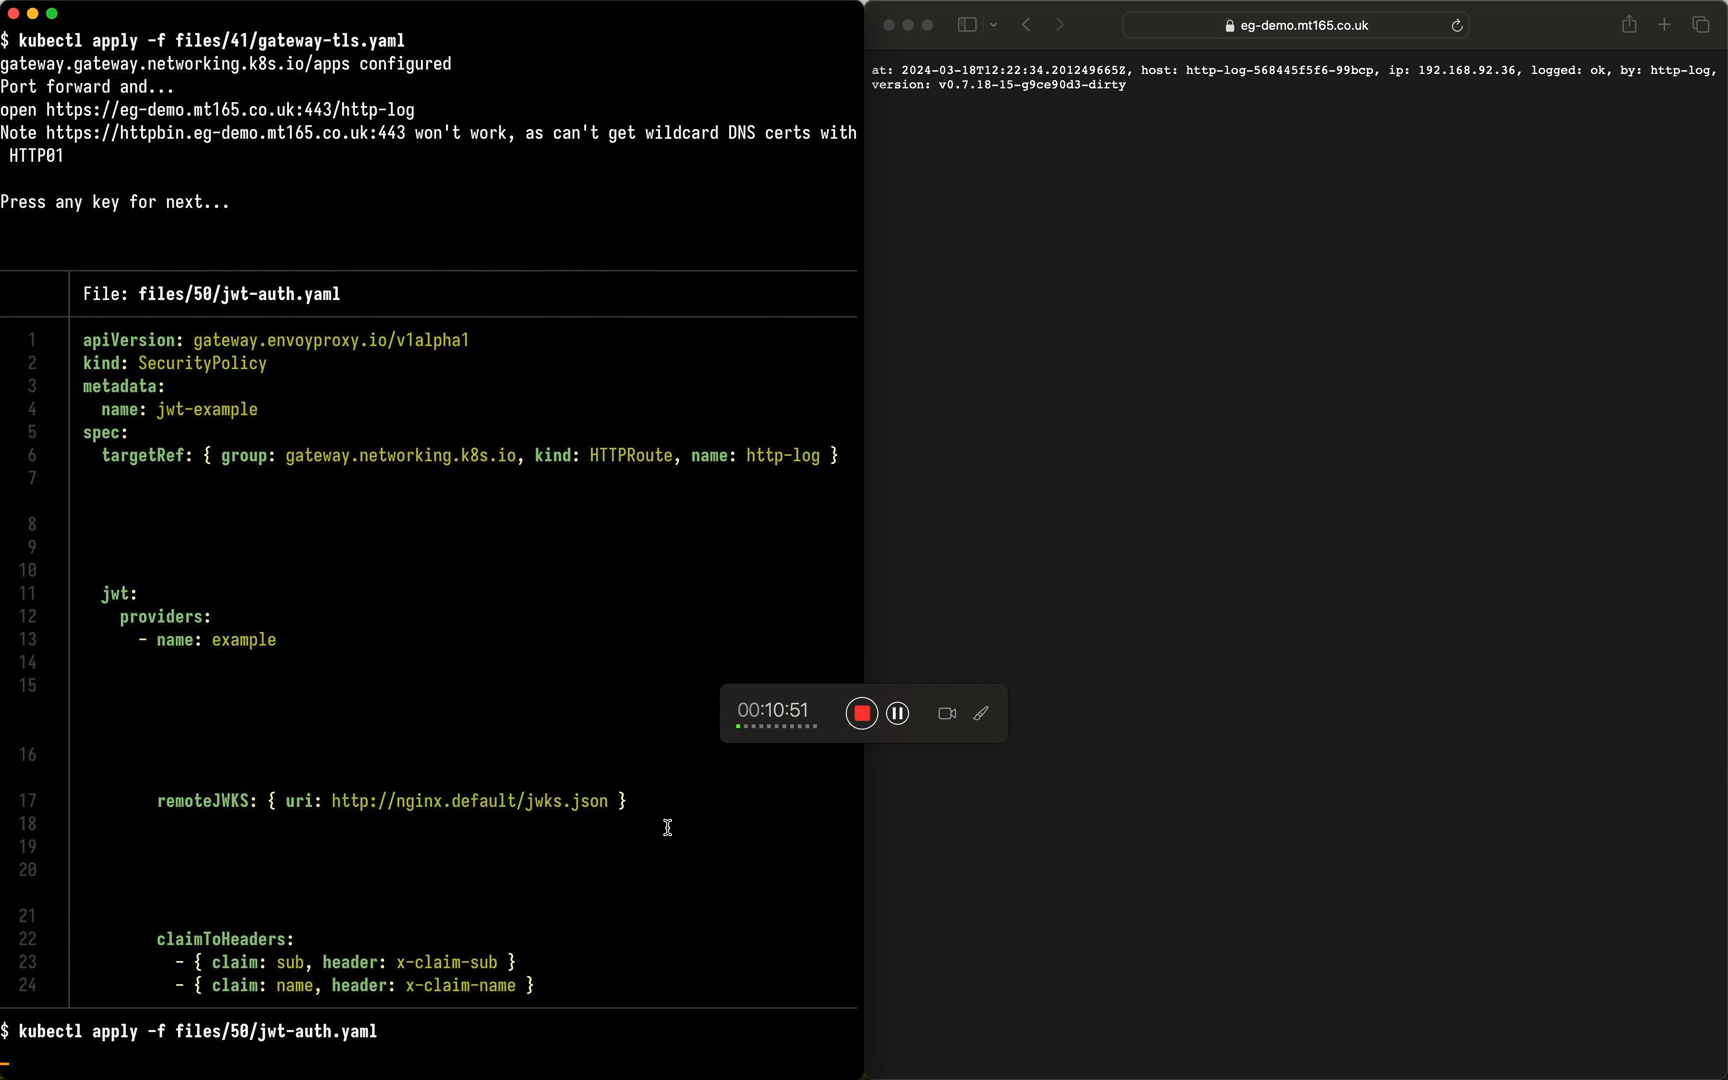 $ kubectl apply -f files/41/gateway-tls.yaml
gateway.gateway.networking.k8s.io/apps configured
Port forward and...
open https://eg-demo.mt165.co.uk:443/http-log
Note https://httpbin.eg-demo.mt165.co.uk:443 won't work, as can't get wildcard DNS certs with
HTTP01
Press any key for next...
File: files/50/jwt-auth.yaml
1 apiVersion: gateway.envoyproxy.io/v1alpha1
2 kind: SecurityPolicy
3 metadata:
4 name: jwt-example
5 spec:
6 targetRef: { group: gateway.networking.k8s.io, kind: HTTPRoute, name: http-log }
7
8
9
10
11 jwt:
12 providers:
13 - name: example
14
15
16
17 remoteJWKS: { uri: http://nginx.default/jwks.json }
18
19
20
21
22 claimToHeaders:
23 - { claim: sub, header: x-claim-sub }
24 - { claim: name, header: x-claim-name }
$ kubectl apply -f files/50/jwt-auth.yaml
eg-demo.mt165.co.uk
at: 2024-03-18T12:22:34.201249665Z, host: http-log-568445f5f6-99bcp, ip: 192.168.92.36, logged: ok, by: http-log,
version: v0.7.18-15-g9ce90d3-dirty
00:10:51